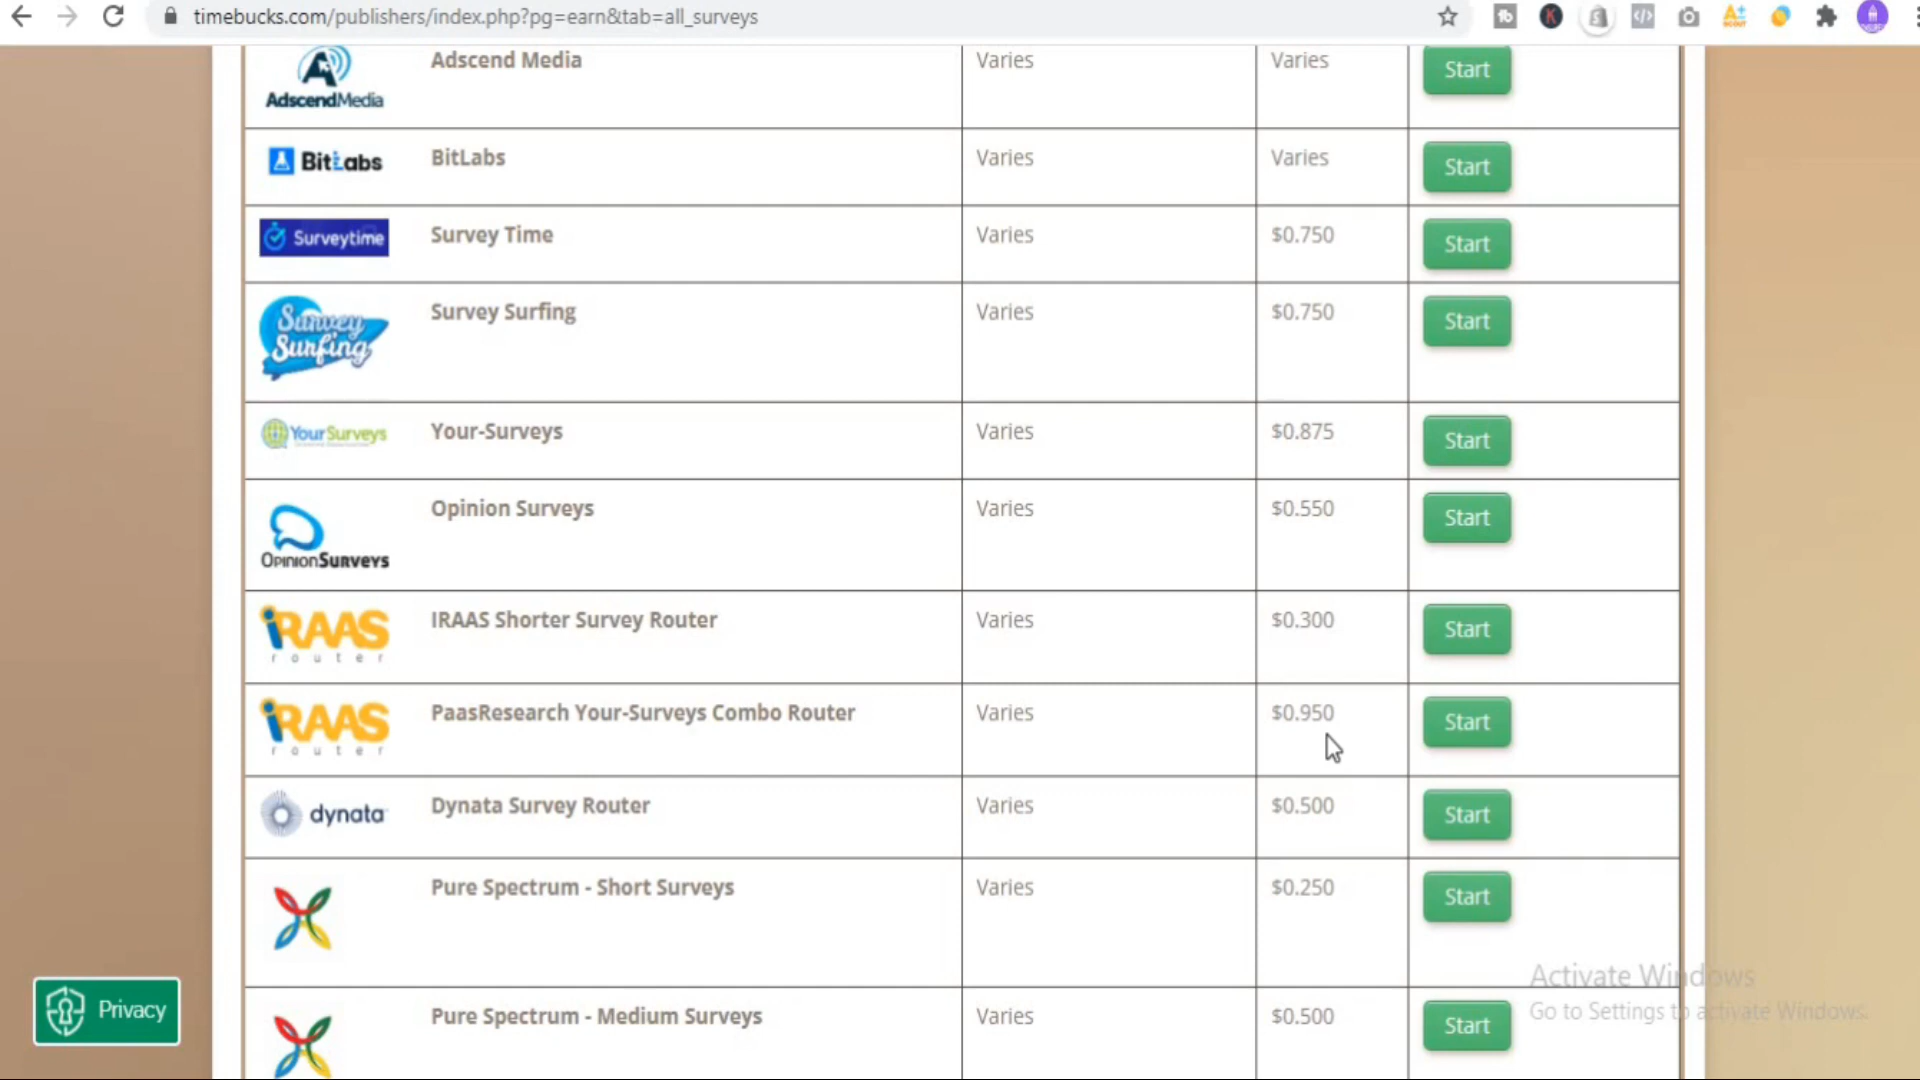 timebucks.com/publishers/index.php?pg=earn&tab=all_surveys
AdscendMedia
Adscend Media
Varies
Varies
Start
BitLabs
BitLabs
Varies
Varies
Start
Surveytime
Survey Time
Varies
$0.750
Start
Survey
Surfing
Survey Surfing
Varies
$0.750
Start
YourSurveys
Your-Surveys
Varies
$0.875
Start
OpinionSurveys
Opinion Surveys
Varies
$0.550
Start
iRAAS
router
IRAAS Shorter Survey Router
Varies
$0.300
Start
iRAAS
router
PaasResearch Your-Surveys Combo Router
Varies
$0.950
Start
dynata
Dynata Survey Router
Varies
$0.500
Start
Pure Spectrum - Short Surveys
Varies
$0.250
Start
Pure Spectrum - Medium Surveys
Varies
$0.500
Start
Privacy
Activate Windows
Go to Settings to activate Windows.